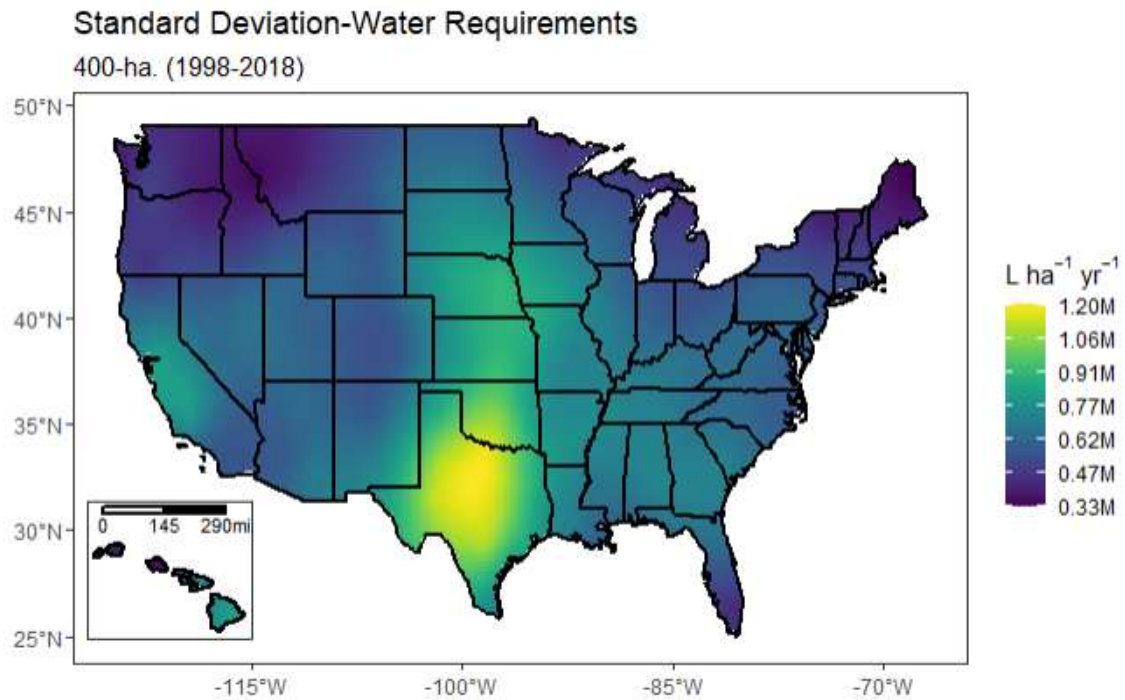 Standard Deviation-Water Requirements
400-ha. (1998-2018)
50°N
45°N
40°N
35°N
30°N
25°N
0 145 290mi
-115°W -100°W -85°W -70°W
L ha⁻¹ yr⁻¹
1.20M
1.06M
0.91M
0.77M
0.62M
0.47M
0.33M